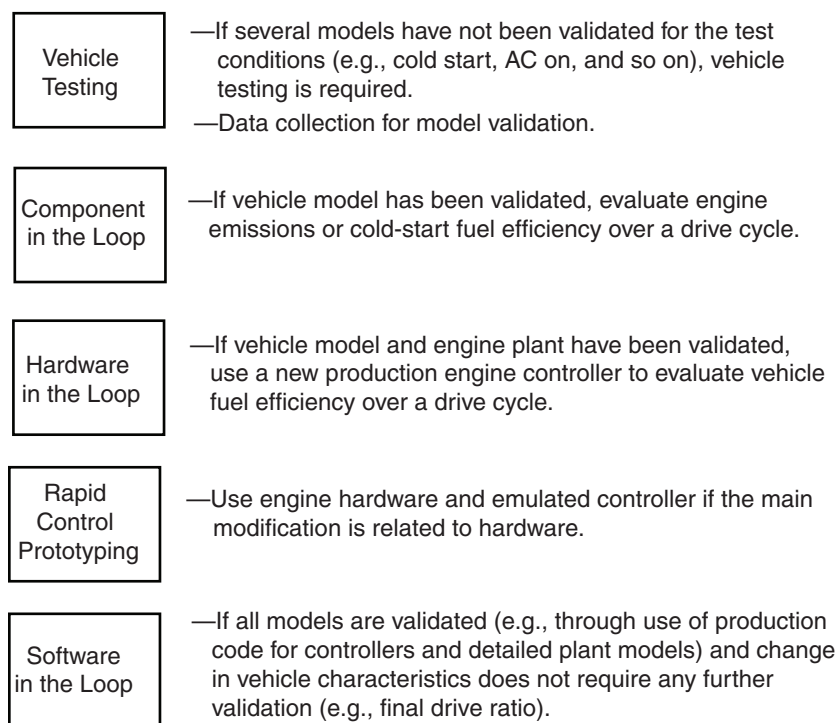 Vehicle
Testing
—If several models have not been validated for the test
conditions (e.g., cold start, AC on, and so on), vehicle
testing is required.
—Data collection for model validation.
Component
in the Loop
—If vehicle model has been validated, evaluate engine
emissions or cold-start fuel efficiency over a drive cycle.
Hardware
in the Loop
—If vehicle model and engine plant have been validated,
use a new production engine controller to evaluate vehicle
fuel efficiency over a drive cycle.
Rapid
Control
Prototyping
—Use engine hardware and emulated controller if the main
modification is related to hardware.
Software
in the Loop
—If all models are validated (e.g., through use of production
code for controllers and detailed plant models) and change
in vehicle characteristics does not require any further
validation (e.g., final drive ratio).